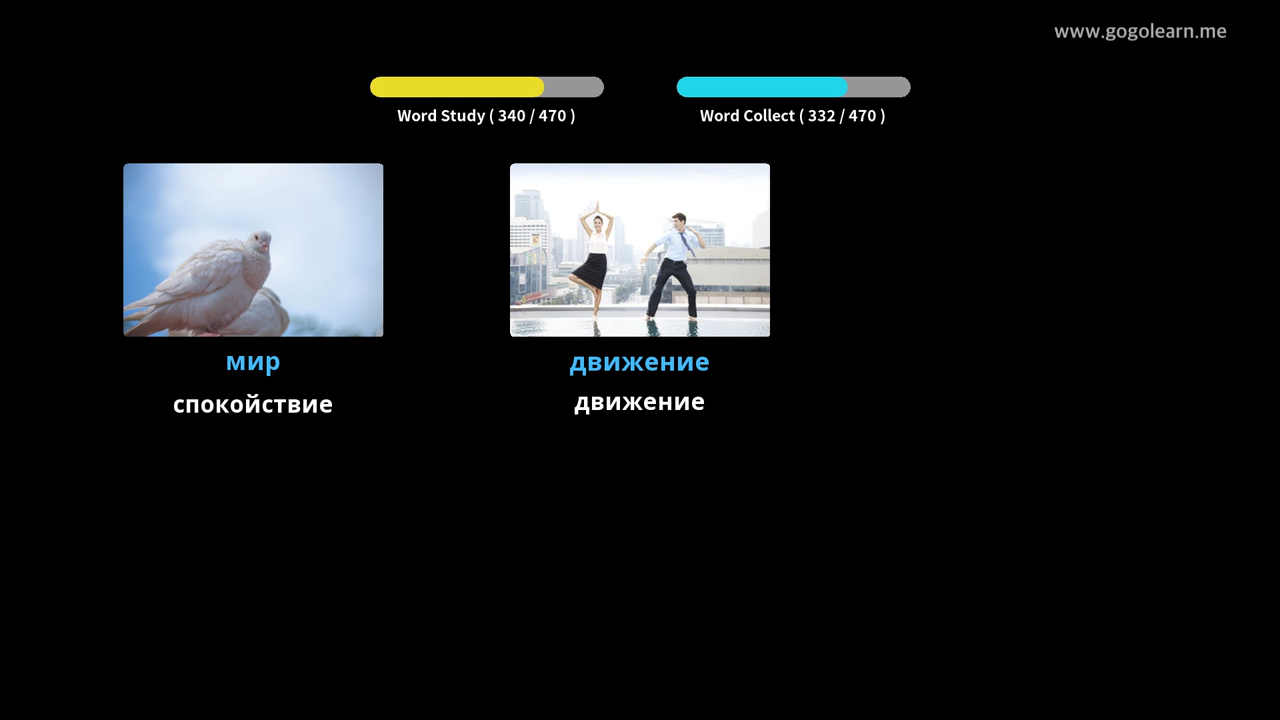 www.gogolearn.me
Word Study ( 340 / 470 )
Word Collect ( 332 / 470 )
мир
спокойствие
движение
движение